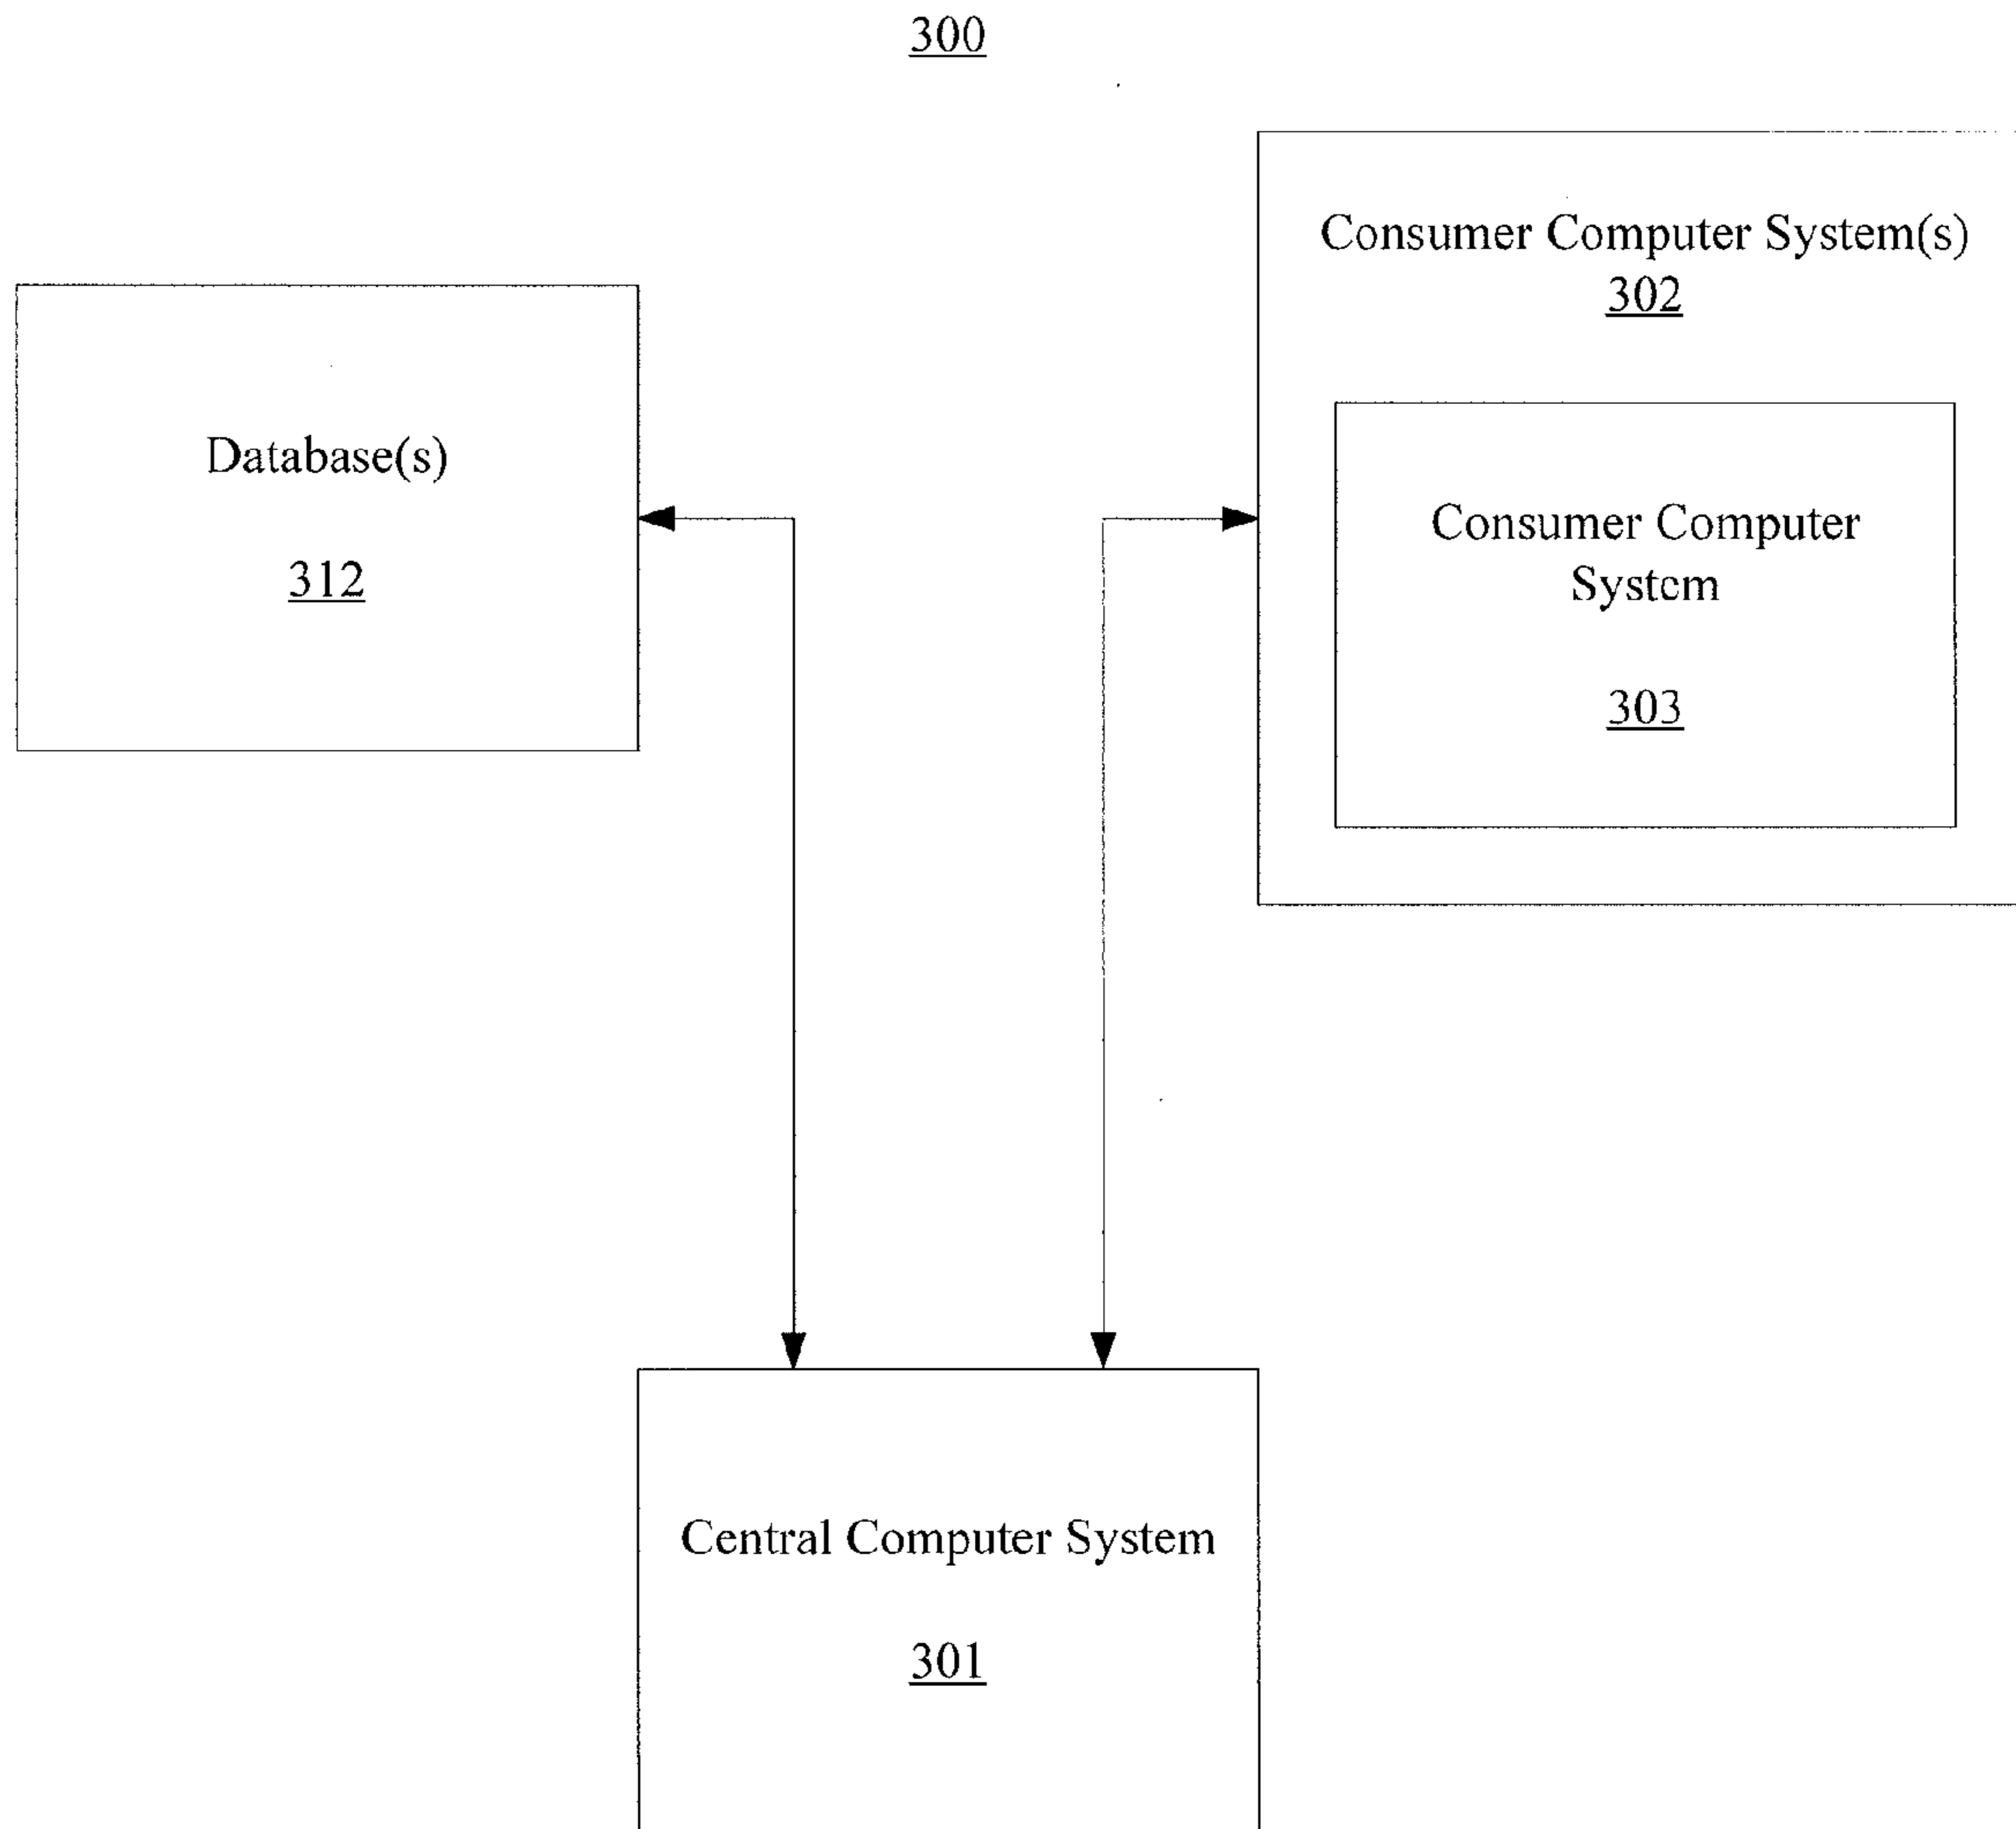 300
Consumer Computer System(s)
302
Database(s)
312
Consumer Computer
System
303
Central Computer System
301